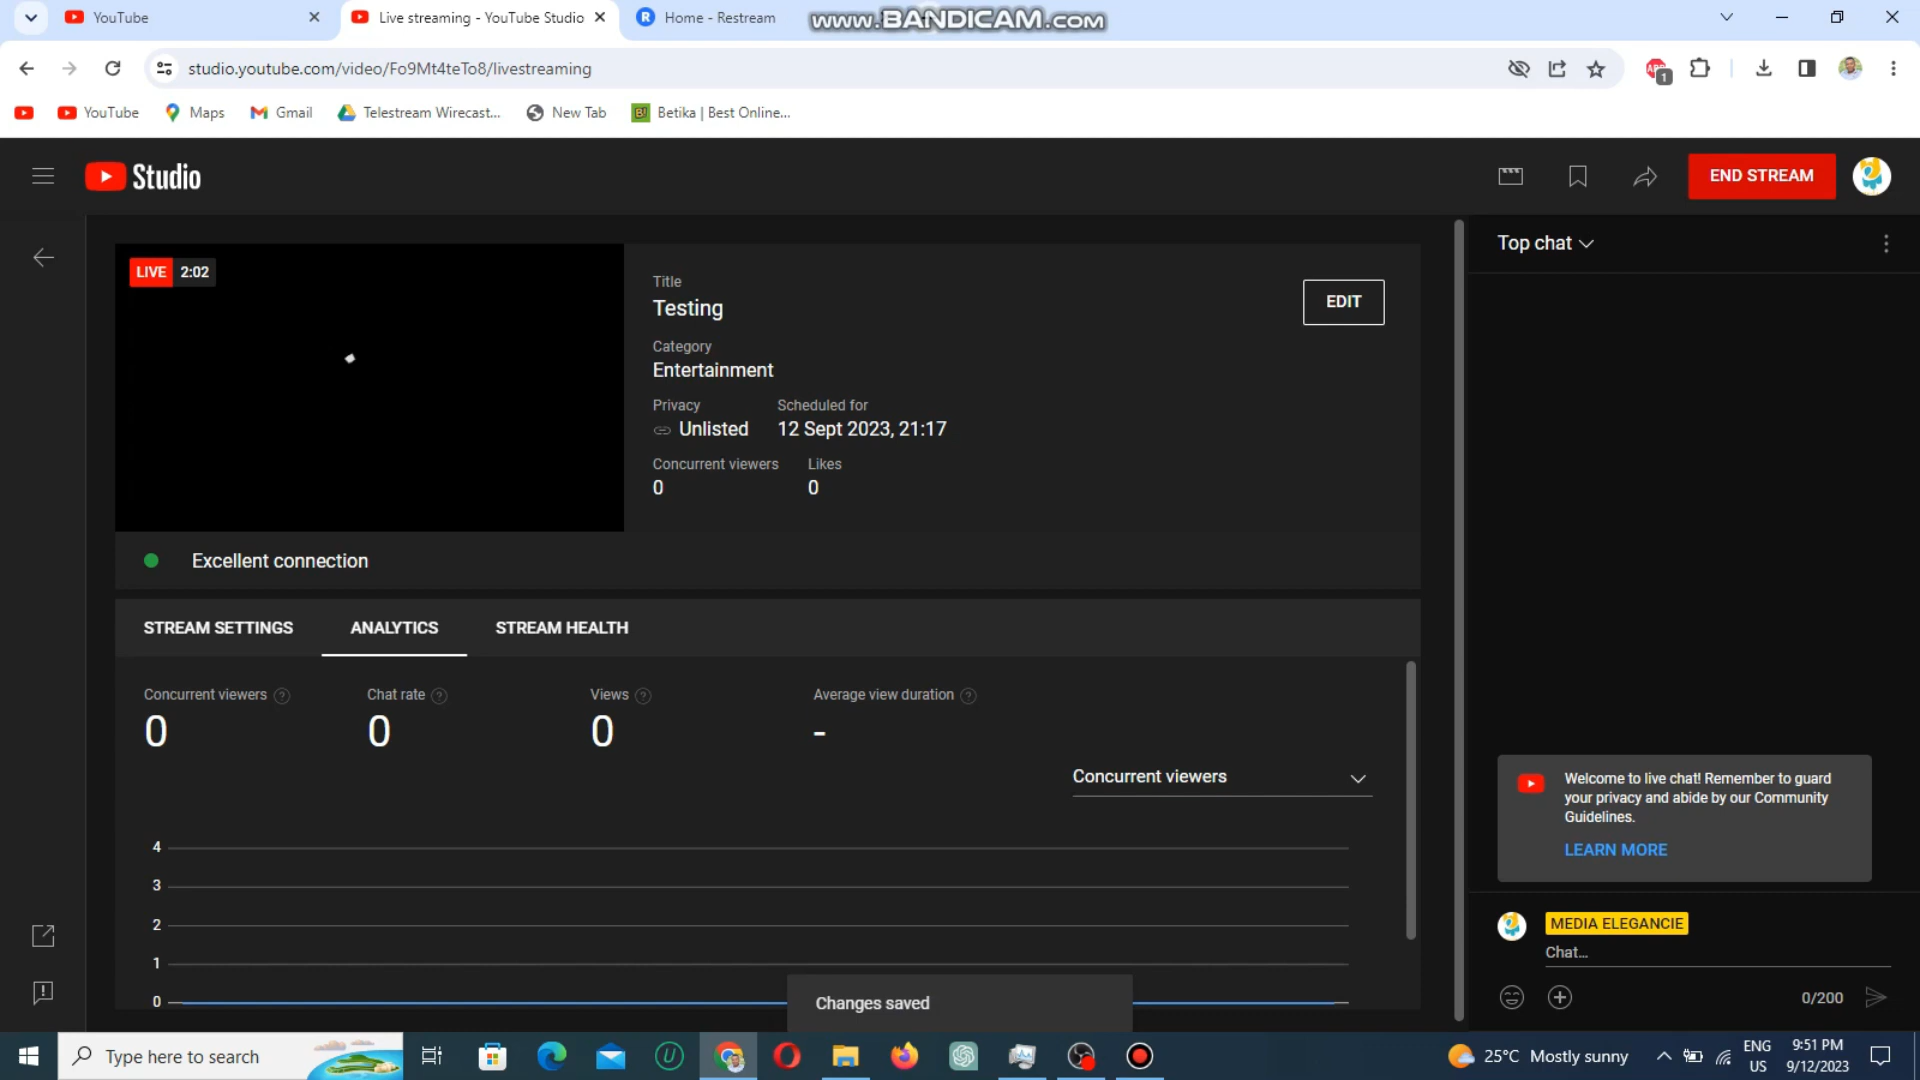 YouTube
Live streaming - YouTube Studio
Home - Restream
www.BANDICAM.com
studio.youtube.com/video/Fo9Mt4teTo8/livestreaming
1
YouTube
Maps
Gmail
Telestream Wirecast...
New Tab
Betika | Best Online...
Studio
END STREAM
LIVE 2:02
Title
Testing
EDIT
Category
Entertainment
Privacy
Scheduled for
Unlisted
12 Sept 2023, 21:17
Concurrent viewers
Likes
0
0
Excellent connection
Top chat
STREAM SETTINGS
ANALYTICS
STREAM HEALTH
Concurrent viewers ?
Chat rate ?
Views ?
Average view duration ?
0
0
0
-
Concurrent viewers
4
3
2
1
0
Changes saved
Welcome to live chat! Remember to guard
your privacy and abide by our Community
Guidelines.
LEARN MORE
MEDIA ELEGANCIE
Chat...
0/200
Type here to search
25°C Mostly sunny
ENG
US
9:51 PM
9/12/2023